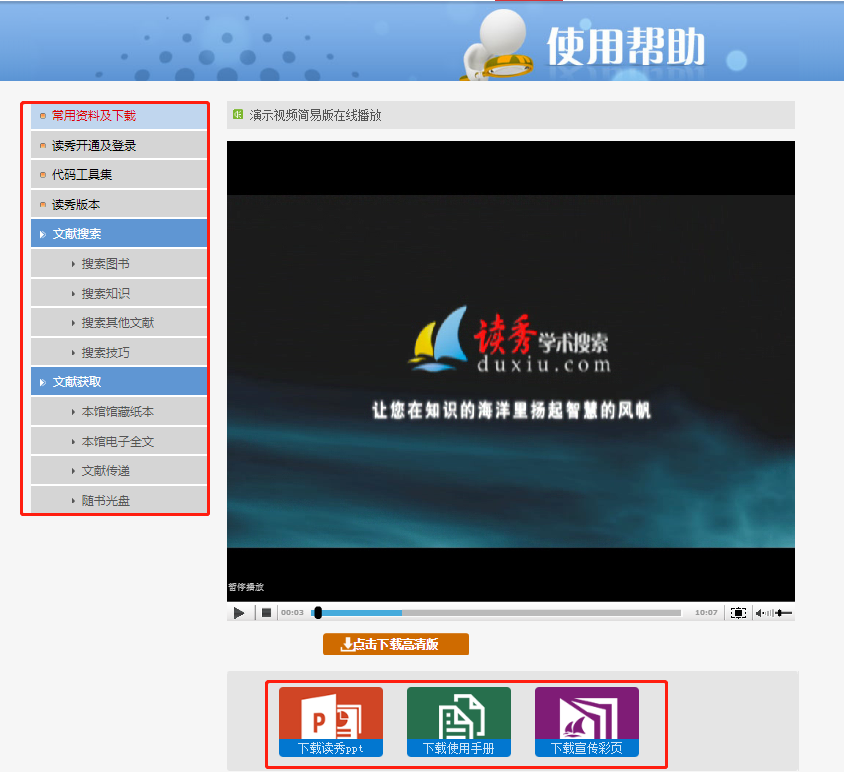 使用帮助
常用资料及下载
读秀开通及登录
代码工具集
读秀版本
文献搜索
搜索图书
搜索知识
搜索其他文献
搜索技巧
文献获取
本馆馆藏纸本
本馆电子全文
文献传递
随书光盘
演示视频简易版在线播放
读秀学术搜索
duxiu.com
让您在知识的海洋里扬起智慧的风帆
暂停播放
00:03
10:07
点击下载高清版
P
下载读秀ppt
下载使用手册
下载宣传彩页